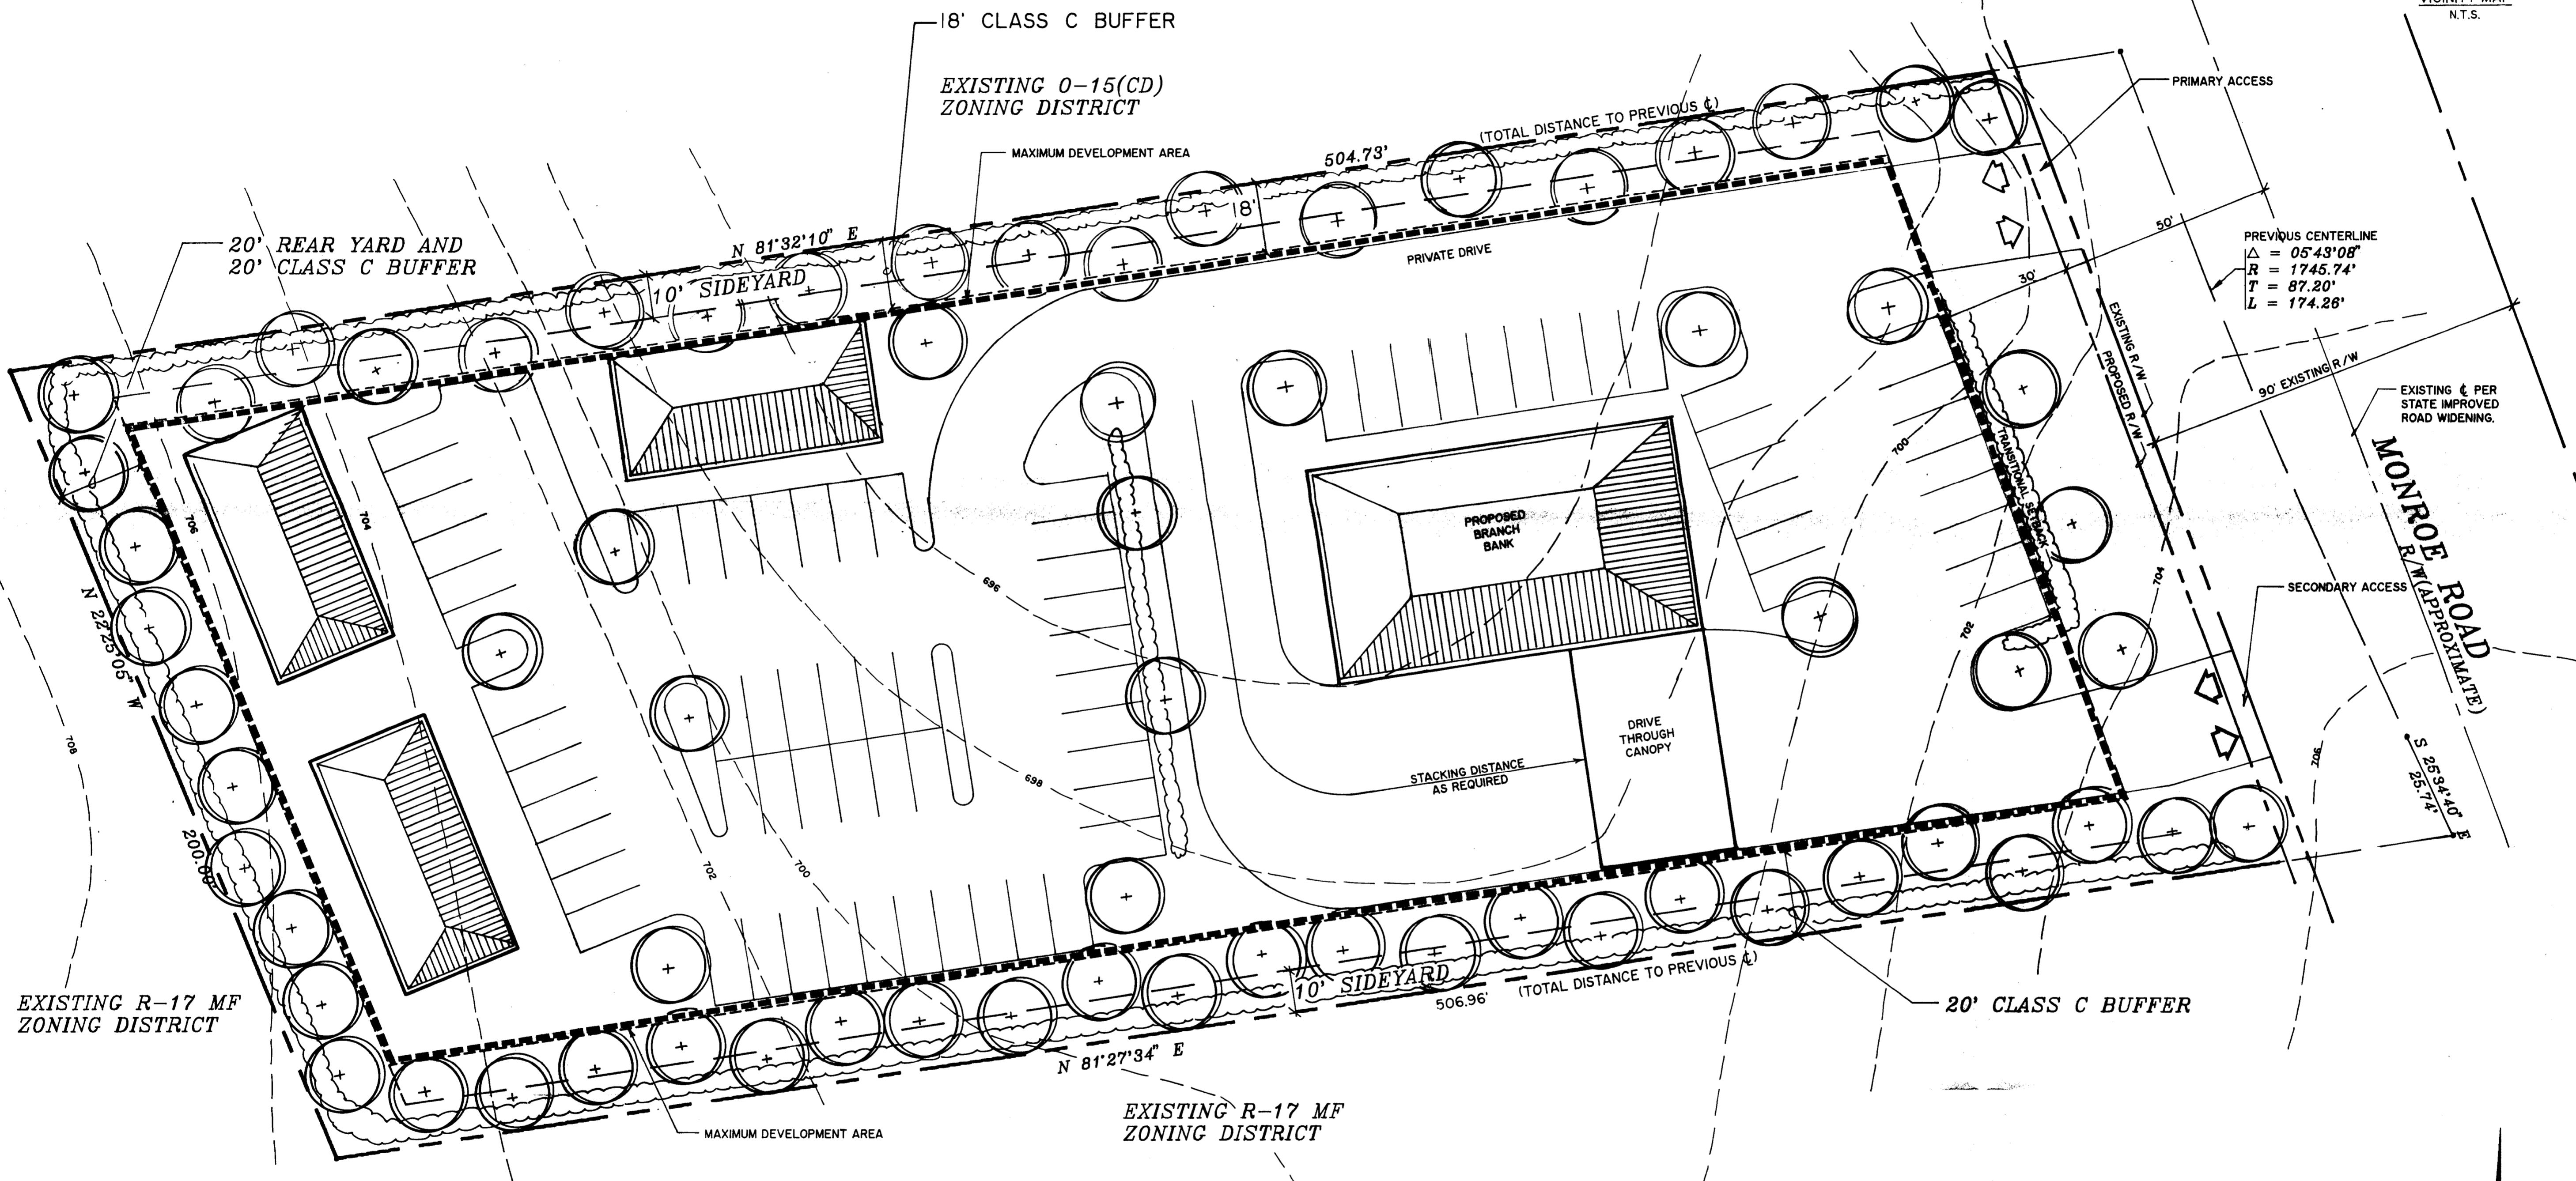 VICINITY MAP
N.T.S.
18' CLASS C BUFFER
EXISTING O-15(CD)
ZONING DISTRICT
MAXIMUM DEVELOPMENT AREA
(TOTAL DISTANCE TO PREVIOUS ℄)
504.73'
PRIMARY ACCESS
18'
20' REAR YARD AND
20' CLASS C BUFFER
N 81°32'10" E
10' SIDEYARD
PRIVATE DRIVE
50'
30'
PREVIOUS CENTERLINE
Δ = 05°43'08"
R = 1745.74'
T = 87.20'
L = 174.26'
EXISTING R/W
PROPOSED R/W
90' EXISTING R/W
EXISTING ℄ PER
STATE IMPROVED
ROAD WIDENING.
MONROE ROAD
R/W(APPROXIMATE)
TRANSITIONAL SETBACK
700
706
704
PROPOSED
BRANCH
BANK
696
704
702
SECONDARY ACCESS
N 22°25'05" W
200.00'
708
DRIVE
THROUGH
CANOPY
STACKING DISTANCE
AS REQUIRED
698
706
S 25°34'40" E
25.74'
702
700
10' SIDEYARD
506.96'
(TOTAL DISTANCE TO PREVIOUS ℄)
20' CLASS C BUFFER
EXISTING R-17 MF
ZONING DISTRICT
N 81°27'34" E
EXISTING R-17 MF
ZONING DISTRICT
MAXIMUM DEVELOPMENT AREA